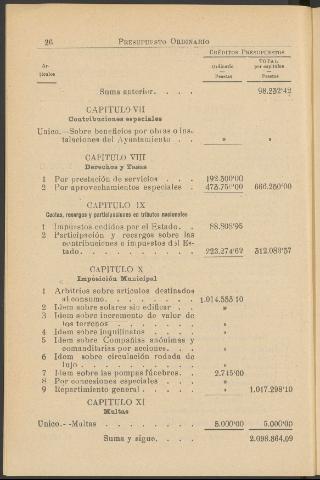 26 PRESUPUESTO ORDINARIO
CRÉDITOS PRESUPUESTOS
Artículos
Ordinario
Pesetas
TOTAL por capítulos
Pesetas
Suma anterior. . . . 98.232'42
CAPITULO VII
Contribuciones especiales
Unico.—Sobre beneficios por obras o ins-
talaciones del Ayuntamiento . . » »
CAPITULO VIII
Derechos y Tasas
1 Por prestación de servicios . . . 192.500'00
2 Por aprovechamientos especiales . 666.250'00
CAPITULO IX
Cuotas, recargos y participaciones en tributos nacionales
1 Impuestos cedidos por el Estado. . 88.808'95
2 Participación y recargos sobre las
contribuciones e impuestos del Es-
tado. . . . . . . . . 223.274'62 312.083'57
CAPITULO X
Imposición Municipal
1 Arbitrios sobre artículos destinados
al consumo. . . . . . . 1.014.553'10
2 Idem sobre solares sin edificar . . »
3 Idem sobre incremento de valor de
los terrenos . . . . . . »
4 Idem sobre inquilinatos . . . . »
5 Idem sobre Compañías anónimas y
comanditarias por acciones. . . »
6 Idem sobre circulación rodada de
lujo . . . . . . . . »
7 Idem sobre las pompas fúnebres. . 2.745'00
8 Por concesiones especiales . . . »
9 Repartimiento general . . . . . » 1.017.298'10
CAPITULO XI
Multas
Unico.--Multas . . . . . . . . 5.000'00 5.000'00
Suma y sigue. . . . 2.098.864,09